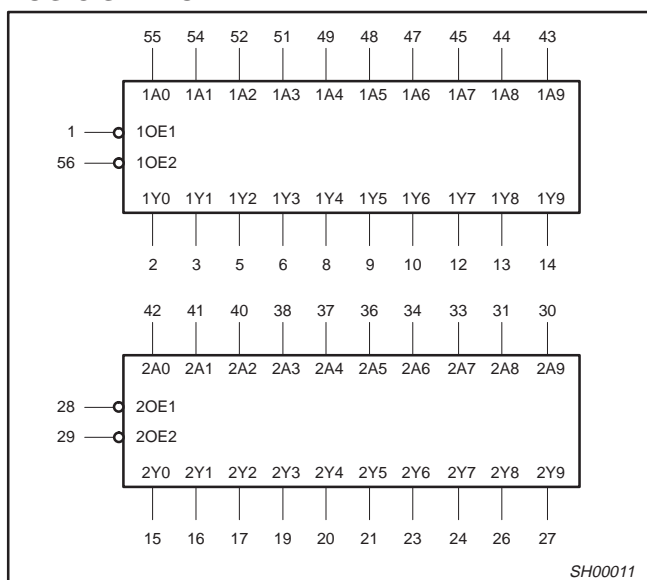 55 54 52 51 49 48 47 45 44 43
1A0 1A1 1A2 1A3 1A4 1A5 1A6 1A7 1A8 1A9
1 1OE1
56 1OE2
1Y0 1Y1 1Y2 1Y3 1Y4 1Y5 1Y6 1Y7 1Y8 1Y9
2 3 5 6 8 9 10 12 13 14
42 41 40 38 37 36 34 33 31 30
2A0 2A1 2A2 2A3 2A4 2A5 2A6 2A7 2A8 2A9
28 2OE1
29 2OE2
2Y0 2Y1 2Y2 2Y3 2Y4 2Y5 2Y6 2Y7 2Y8 2Y9
15 16 17 19 20 21 23 24 26 27
SH00011